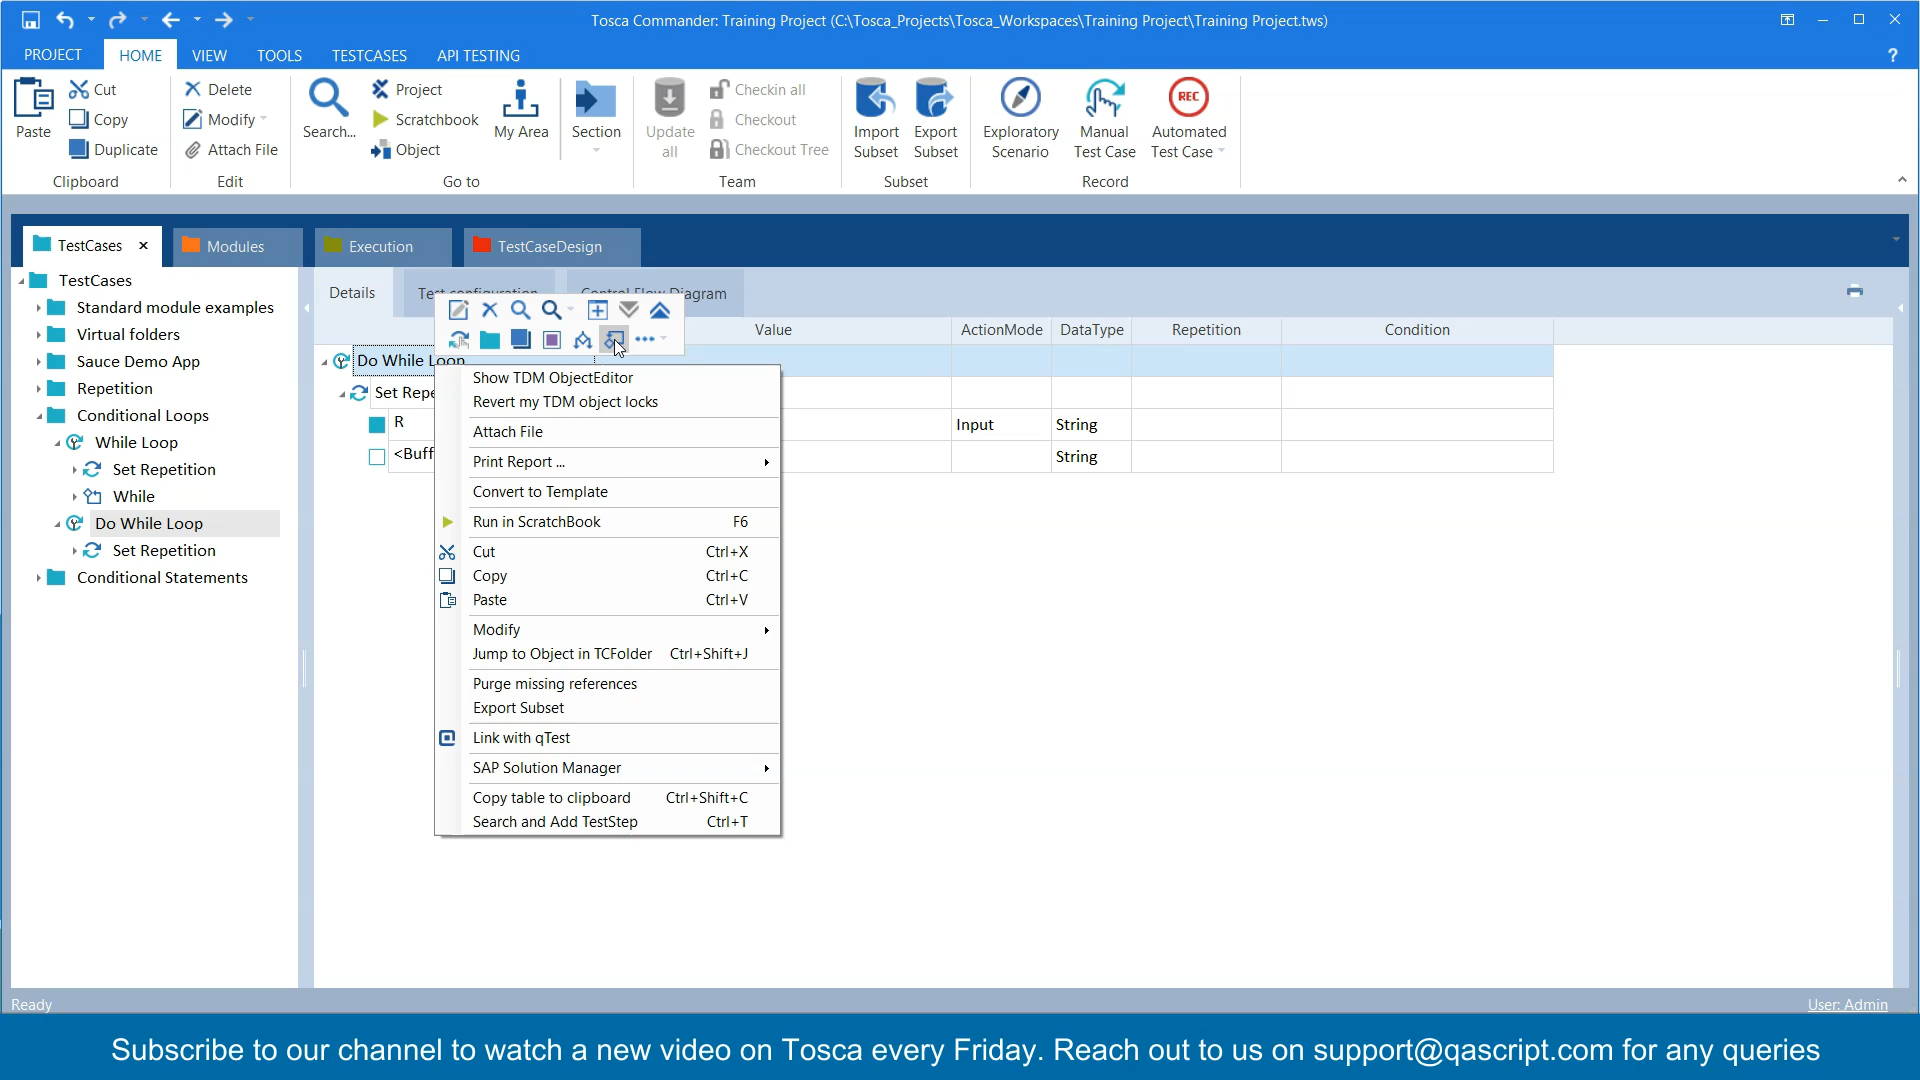 Tosca Commander: Training Project (C:\Tosca_Projects\Tosca_Workspaces\Training Project\Training Project.tws)
PROJECT HOME VIEW TOOLS TESTCASES API TESTING ?
Paste
Cut
Copy
Duplicate
Clipboard
Delete
Modify
Attach File
Edit
Search...
Project
Scratchbook
Object
My Area
Section
Go to
Update all
Checkin all
Checkout
Checkout Tree
Team
Import Subset
Export Subset
Subset
Exploratory Scenario
Manual Test Case
REC
Automated Test Case
Record
TestCases Modules Execution TestCaseDesign
TestCases
Standard module examples
Virtual folders
Sauce Demo App
Repetition
Conditional Loops
While Loop
Set Repetition
While
Do While Loop
Set Repetition
Conditional Statements
Details Test configuration Control Flow Diagram
Value ActionMode DataType Repetition Condition
Do While Loop
Set Repe
R Input String
<Buff String
Show TDM ObjectEditor
Revert my TDM object locks
Attach File
Print Report ...
Convert to Template
Run in ScratchBook F6
Cut Ctrl+X
Copy Ctrl+C
Paste Ctrl+V
Modify
Jump to Object in TCFolder Ctrl+Shift+J
Purge missing references
Export Subset
Link with qTest
SAP Solution Manager
Copy table to clipboard Ctrl+Shift+C
Search and Add TestStep Ctrl+T
Ready User: Admin
Subscribe to our channel to watch a new video on Tosca every Friday. Reach out to us on support@qascript.com for any queries